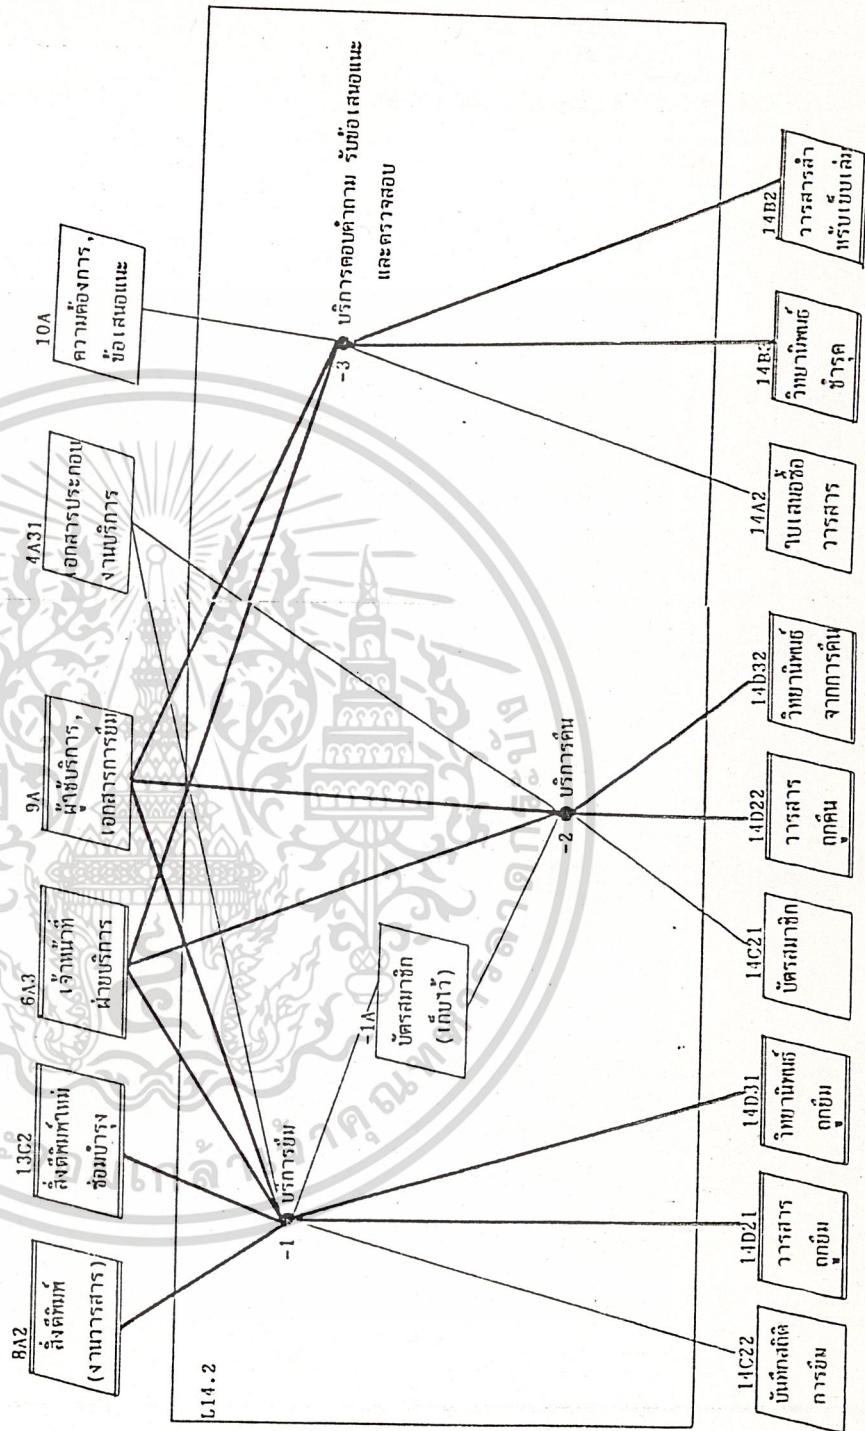 8A2
สิ่งตีพิมพ์
(งานวารสาร)
13C2
สิ่งตีพิมพ์ใหม่
ซ่อมบำรุง
6A3
เจ้าหน้าที่
ฝ่ายบริการ
9A
ผู้ใช้บริการ,
เอกสารการยืม
4A31
เอกสารประกอบ
งานบริการ
10A
ความต้องการ,
ข้อเสนอแนะ
L14.2
-1 บริการยืม
-1A
บัตรสมาชิก
(เก็บไว้)
-2 บริการคืน
-3 บริการตอบคำถาม รับข้อเสนอแนะ
และตรวจสอบ
14C22
บันทึกสถิติ
การยืม
14D21
วารสาร
ถูกยืม
14D31
วิทยานิพนธ์
ถูกยืม
14C21
บัตรสมาชิก
14D22
วารสาร
ถูกคืน
14D32
วิทยานิพนธ์
จากการคืน
14A2
ใบเสนอซื้อ
วารสาร
14B3
วิทยานิพนธ์
ชำรุด
14B2
วารสารสำ
หรับเย็บเล่ม